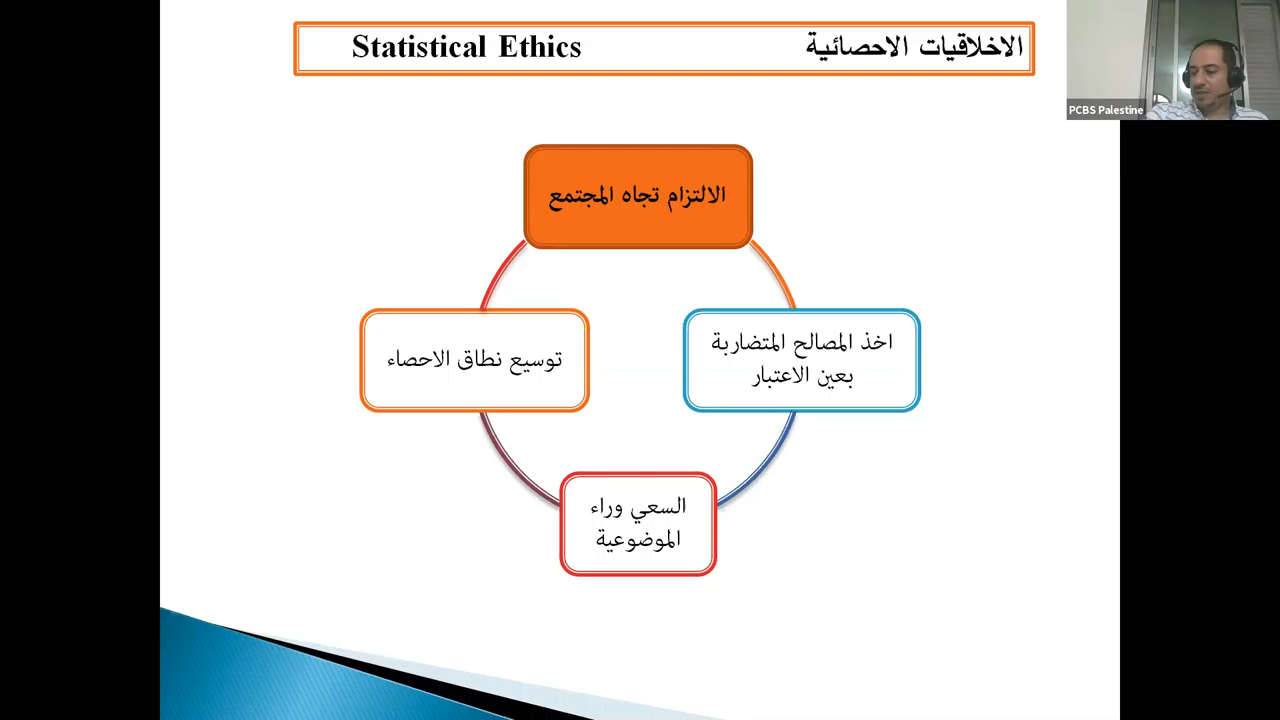 الاخلاقيات الاحصائية Statistical Ethics
PCBS Palestine
الالتزام تجاه المجتمع
اخذ المصالح المتضاربة
بعين الاعتبار
توسيع نطاق الاحصاء
السعي وراء
الموضوعية